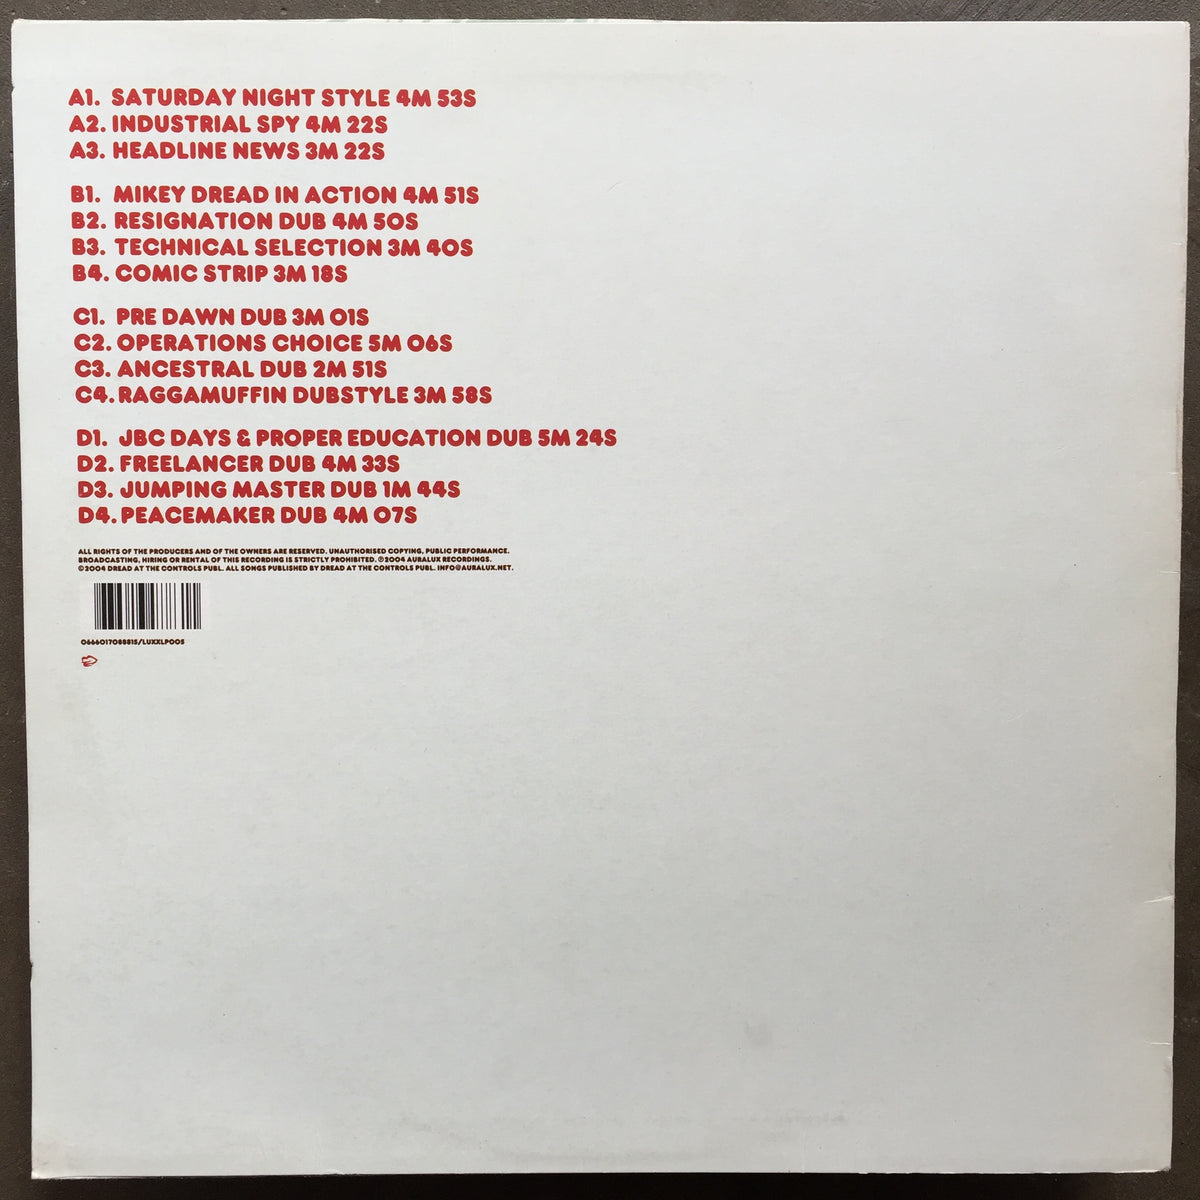 A1. SATURDAY NIGHT STYLE 4M 53S
A2. INDUSTRIAL SPY 4M 22S
A3. HEADLINE NEWS 3M 22S
B1. MIKEY DREAD IN ACTION 4M 51S
B2. RESIGNATION DUB 4M 50S
B3. TECHNICAL SELECTION 3M 40S
B4. COMIC STRIP 3M 18S
C1. PRE DAWN DUB 3M 01S
C2. OPERATIONS CHOICE 5M 06S
C3. ANCESTRAL DUB 2M 51S
C4. RAGGAMUFFIN DUBSTYLE 3M 58S
D1. JBC DAYS & PROPER EDUCATION DUB 5M 24S
D2. FREELANCER DUB 4M 33S
D3. JUMPING MASTER DUB 1M 44S
D4. PEACEMAKER DUB 4M 07S
ALL RIGHTS OF THE PRODUCERS AND OF THE OWNERS ARE RESERVED. UNAUTHORISED COPYING, PUBLIC PERFORMANCE.
BROADCASTING, HIRING OR RENTAL OF THIS RECORDING IS STRICTLY PROHIBITED. ℗2004 AURALUX RECORDINGS.
©2004 DREAD AT THE CONTROLS PUBL. ALL SONGS PUBLISHED BY DREAD AT THE CONTROLS PUBL. INFO@AURALUX.NET.
0666017088815/LUXXLP005